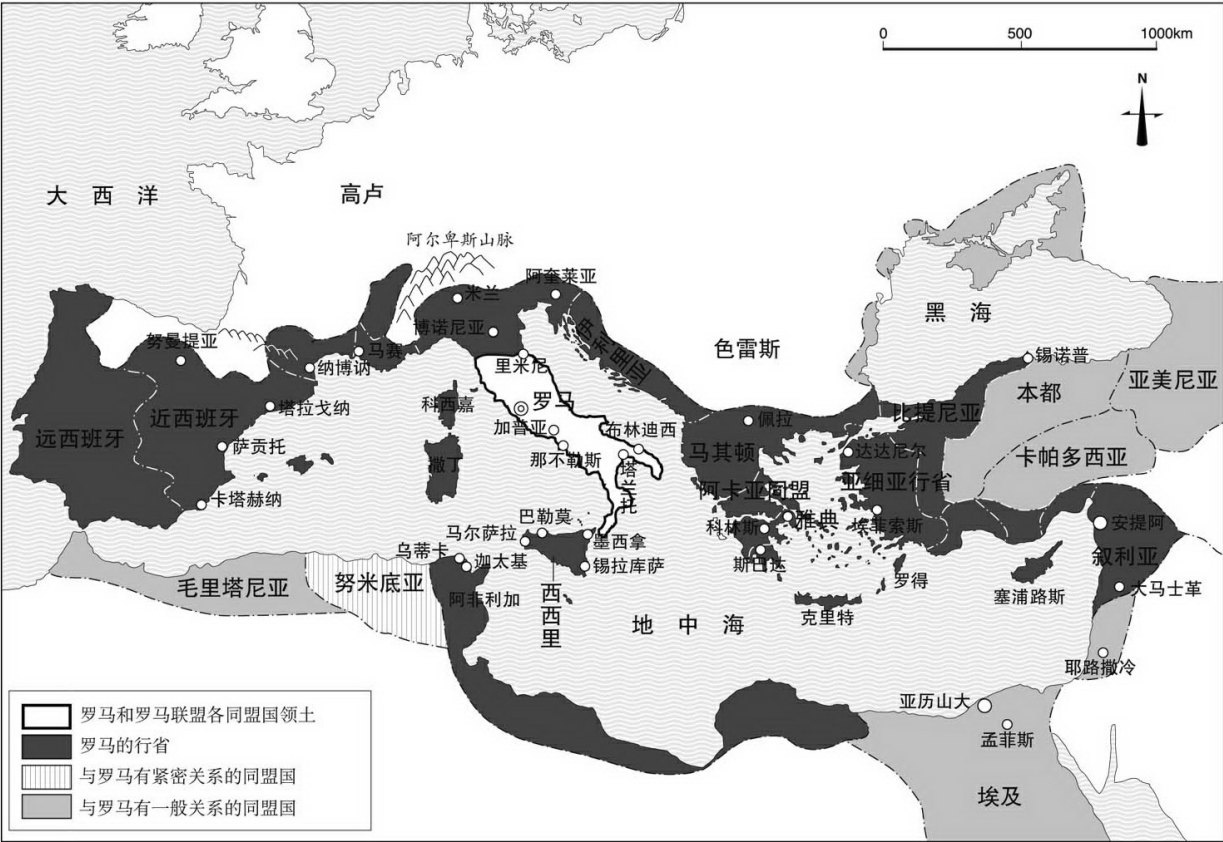 0 500 1000km
N
大西洋
高卢
阿尔卑斯山脉
阿奎莱亚
米兰
博诺尼亚
伊利里亚
色雷斯
黑海
锡诺普
本都
亚美尼亚
努曼提亚
纳博讷
马赛
里米尼
塔拉戈纳
近西班牙
远西班牙
萨贡托
卡塔赫纳
科西嘉
撒丁
罗马
加普亚
那不勒斯
布林迪西
塔兰托
佩拉
马其顿
比提尼亚
达达尼尔
亚细亚行省
卡帕多西亚
阿卡亚同盟
雅典
科林斯
斯巴达
埃菲索斯
安提阿
叙利亚
大马士革
罗得
塞浦路斯
克里特
巴勒莫
马尔萨拉
墨西拿
锡拉库萨
西西里
乌蒂卡
迦太基
阿非利加
毛里塔尼亚
努米底亚
地中海
耶路撒冷
亚历山大
孟菲斯
埃及
罗马和罗马联盟各同盟国领土
罗马的行省
与罗马有紧密关系的同盟国
与罗马有一般关系的同盟国